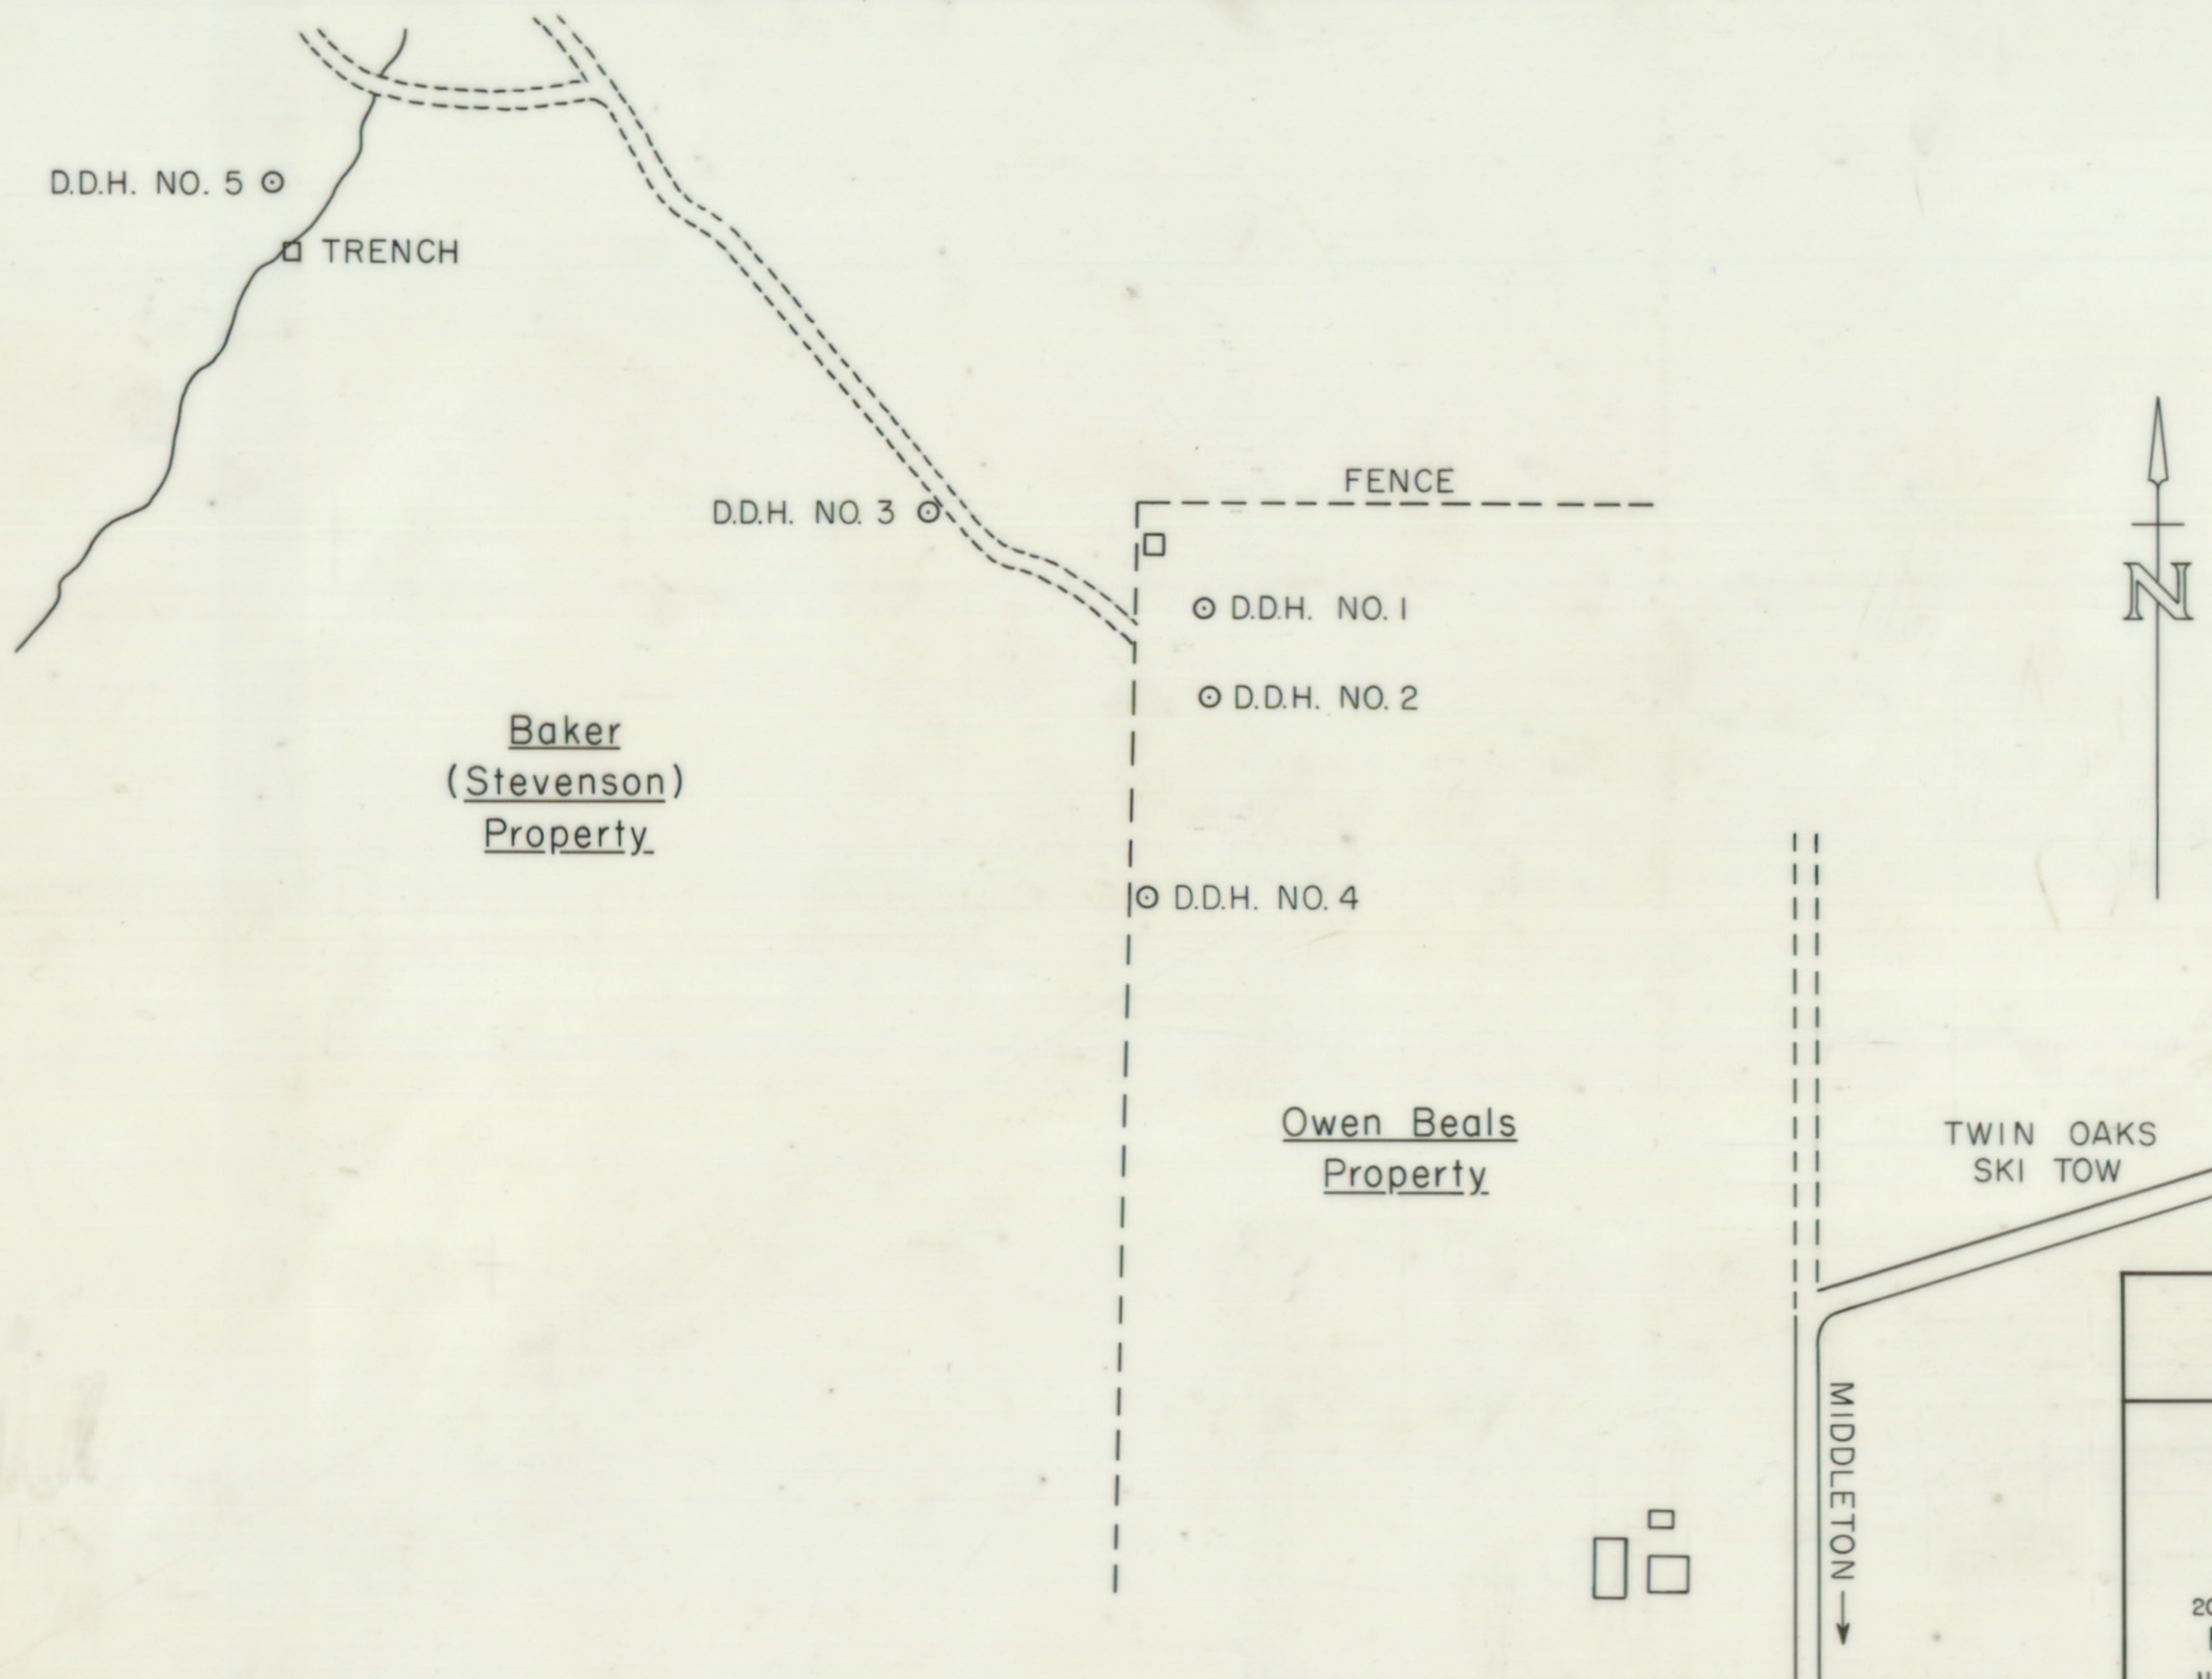 D.D.H. NO. 5
TRENCH
FENCE
D.D.H. NO. 3
D.D.H. NO. 1
N
D.D.H. NO. 2
Baker
(Stevenson)
Property
D.D.H. NO. 4
Owen Beals
Property
TWIN OAKS
SKI TOW
MIDDLETON